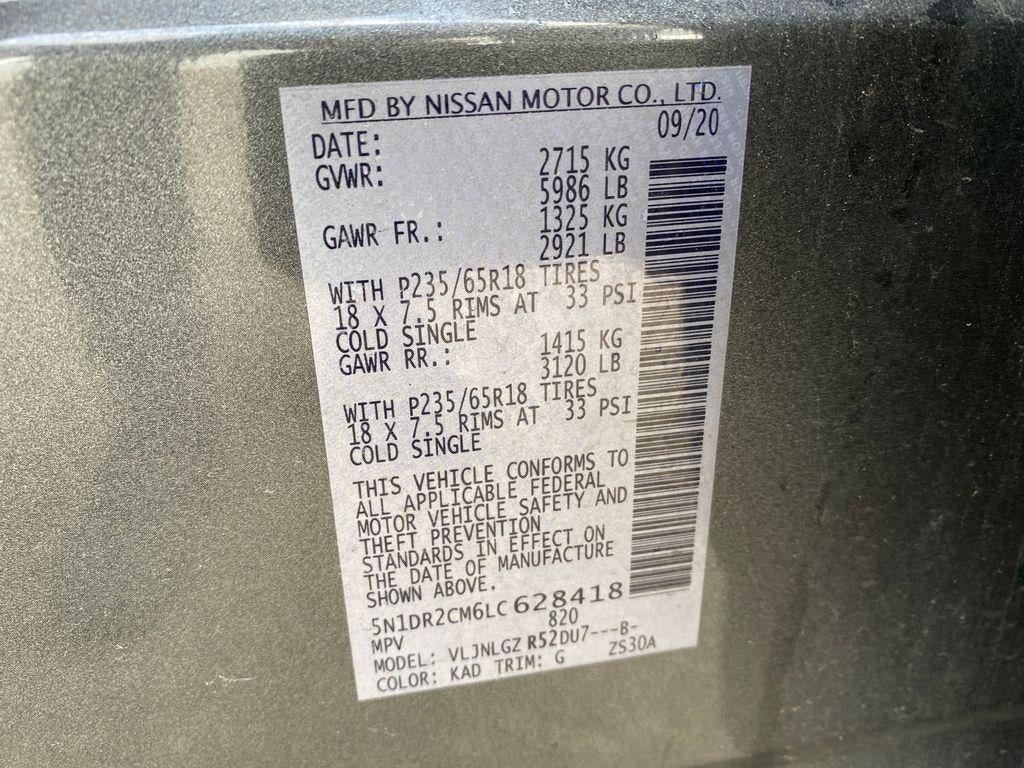 MFD BY NISSAN MOTOR CO., LTD.
DATE: 09/20
GVWR: 2715 KG
5986 LB
GAWR FR.: 1325 KG
2921 LB
WITH P235/65R18 TIRES
18 X 7.5 RIMS AT 33 PSI
COLD SINGLE
GAWR RR.: 1415 KG
3120 LB
WITH P235/65R18 TIRES
18 X 7.5 RIMS AT 33 PSI
COLD SINGLE
THIS VEHICLE CONFORMS TO
ALL APPLICABLE FEDERAL
MOTOR VEHICLE SAFETY AND
THEFT PREVENTION
STANDARDS IN EFFECT ON
THE DATE OF MANUFACTURE
SHOWN ABOVE.
5N1DR2CM6LC628418
MPV 820
MODEL: VLJNLGZ R52DU7---B-
COLOR: KAD TRIM: G ZS30A